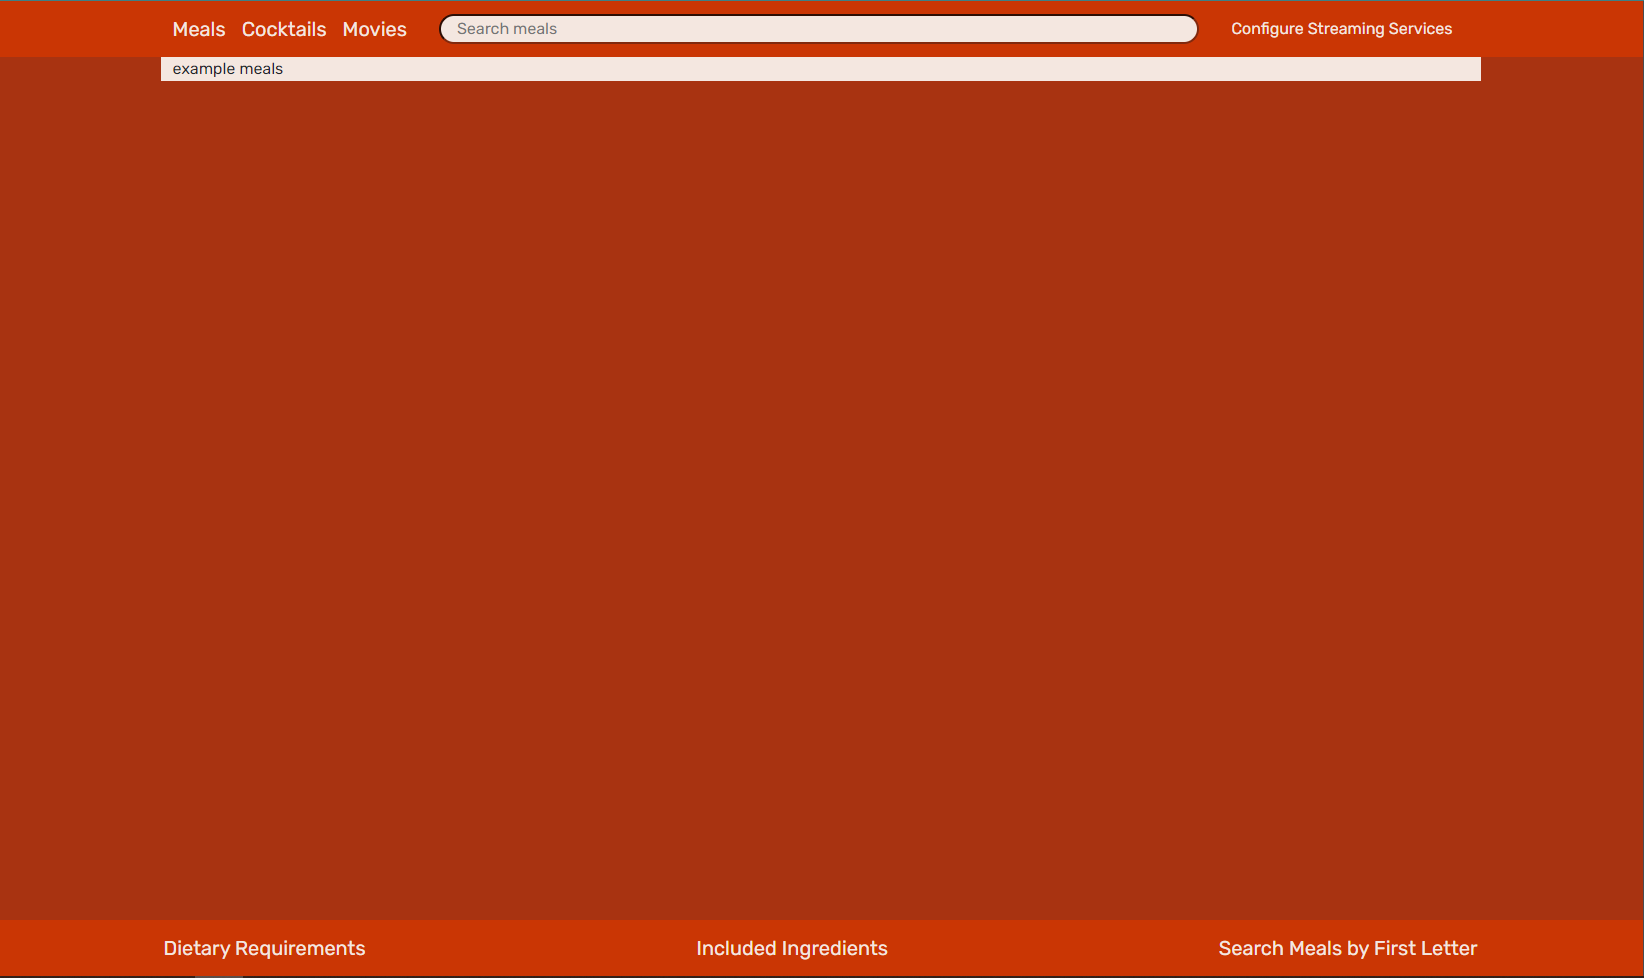 Meals Cocktails Movies Search meals Configure Streaming Services
example meals
Dietary Requirements Included Ingredients Search Meals by First Letter